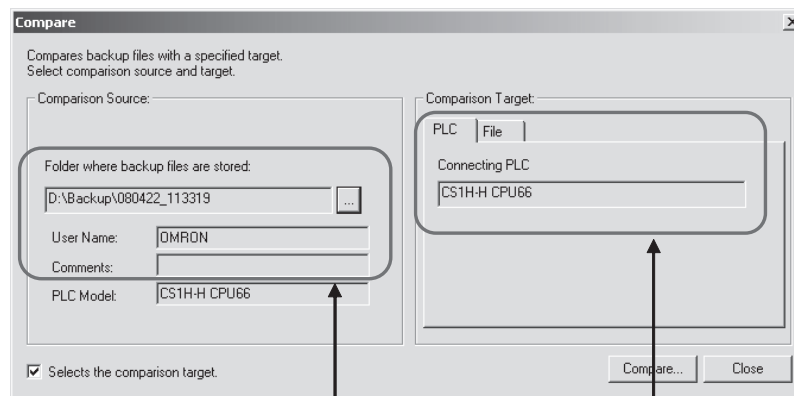 Compare
Compares backup files with a specified target.
Select comparison source and target.
Comparison Source:
Folder where backup files are stored:
D:\Backup\080422_113319
...
User Name:
OMRON
Comments:
PLC Model:
CS1H-H CPU66
Comparison Target:
PLC
File
Connecting PLC
CS1H-H CPU66
Selects the comparison target.
Compare...
Close